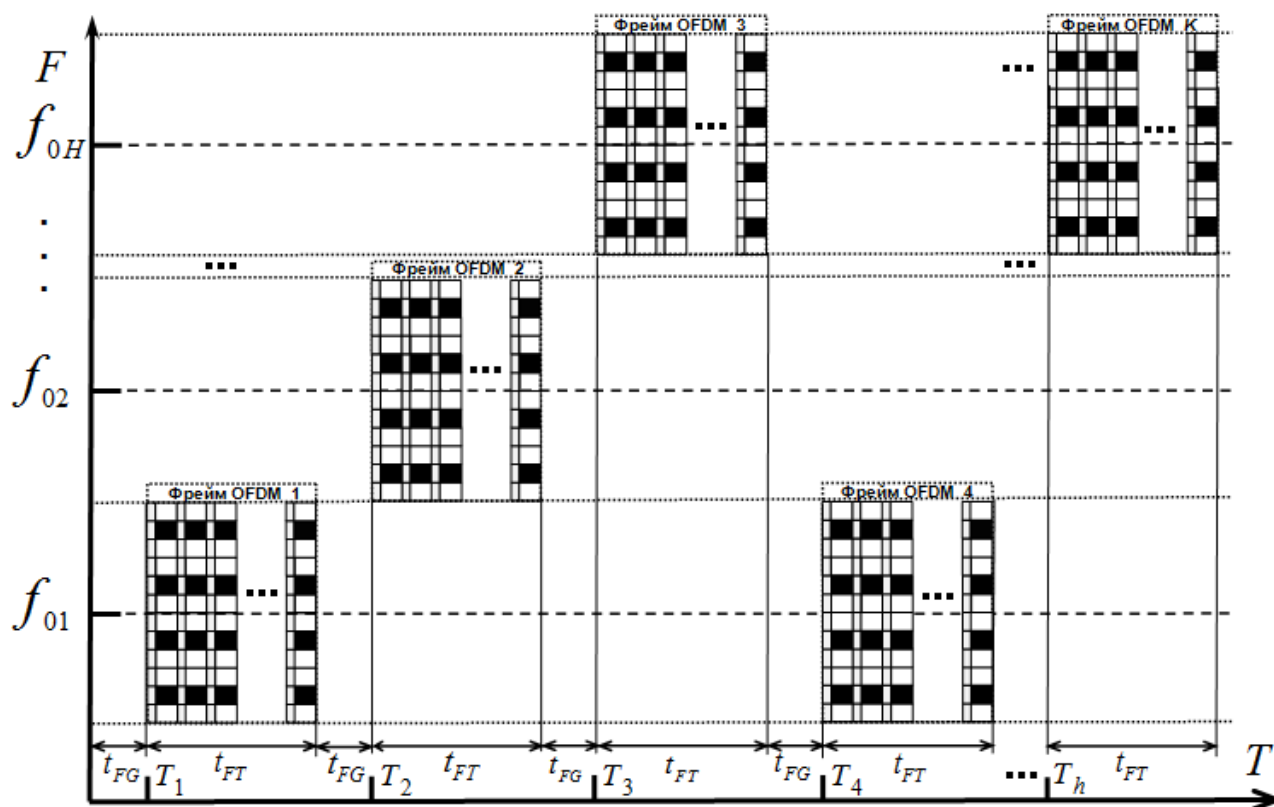 Фрейм OFDM 3
Фрейм OFDM K
F
f0H
Фрейм OFDM 2
f02
Фрейм OFDM 1
Фрейм OFDM 4
f01
tFG tFT tFG tFT tFG tFT tFG tFT tFT
T1 T2 T3 T4 Th T